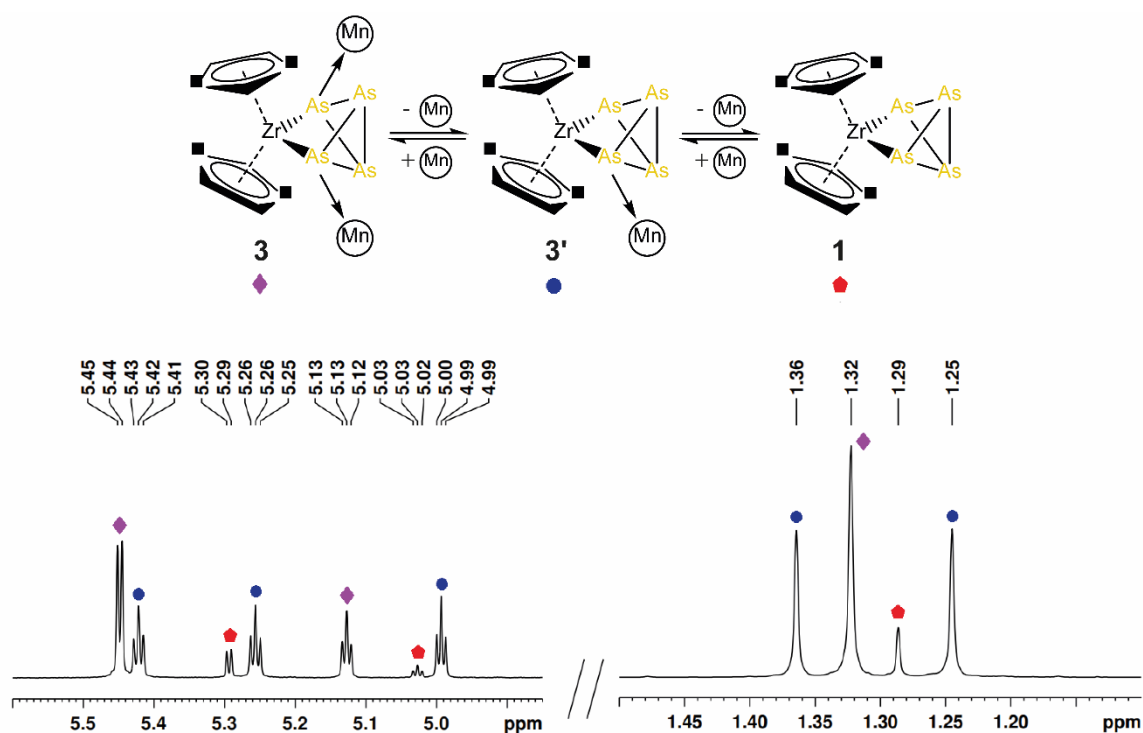 Mn
As
As
Zr
As
As
Mn
- Mn
+ Mn
As
As
Zr
As
As
Mn
- Mn
+ Mn
As
As
Zr
As
As
3
3'
1
5.45
5.44
5.43
5.42
5.41
5.30
5.29
5.26
5.26
5.25
5.13
5.13
5.12
5.03
5.03
5.02
5.00
4.99
4.99
1.36
1.32
1.29
1.25
5.5 5.4 5.3 5.2 5.1 5.0 ppm
1.45 1.40 1.35 1.30 1.25 1.20 ppm